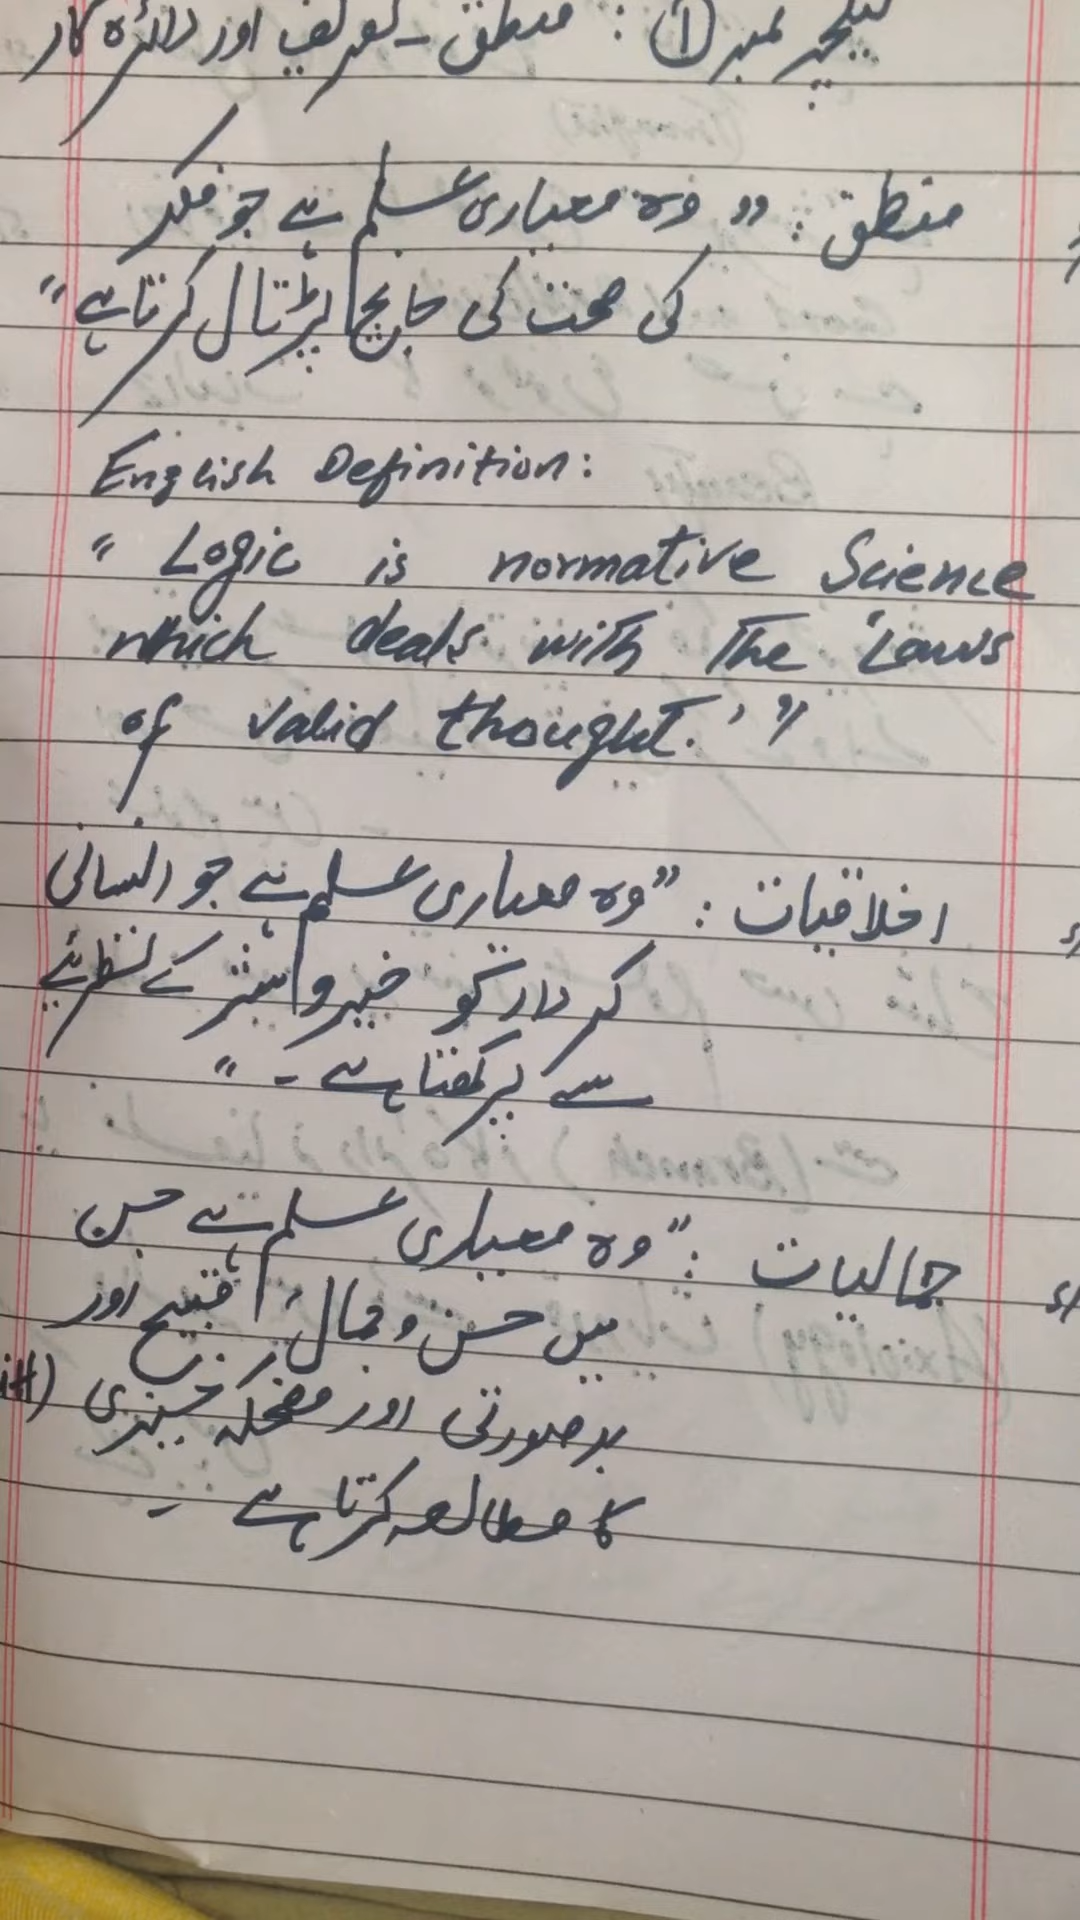 لیکچر نمبر ①: منطق - تعریف اور دائرہ کار
منطق: "وہ معیاری علم ہے جو فکر
کی صحت کی جانچ پڑتال کرتا ہے"
English Definition:
" Logic is normative Science
which deals with The 'Laws
of valid thought.' "
اخلاقیات: "وہ معیاری علم ہے جو انسانی
کردار کو خیر و شر کے نظریئے
سے پرکھتا ہے - "
جمالیات: "وہ معیاری علم ہے جس
میں حسن و جمال، قبیح اور
بدصورتی اور مضحکہ خیزی
کا مطالعہ کرتا ہے -